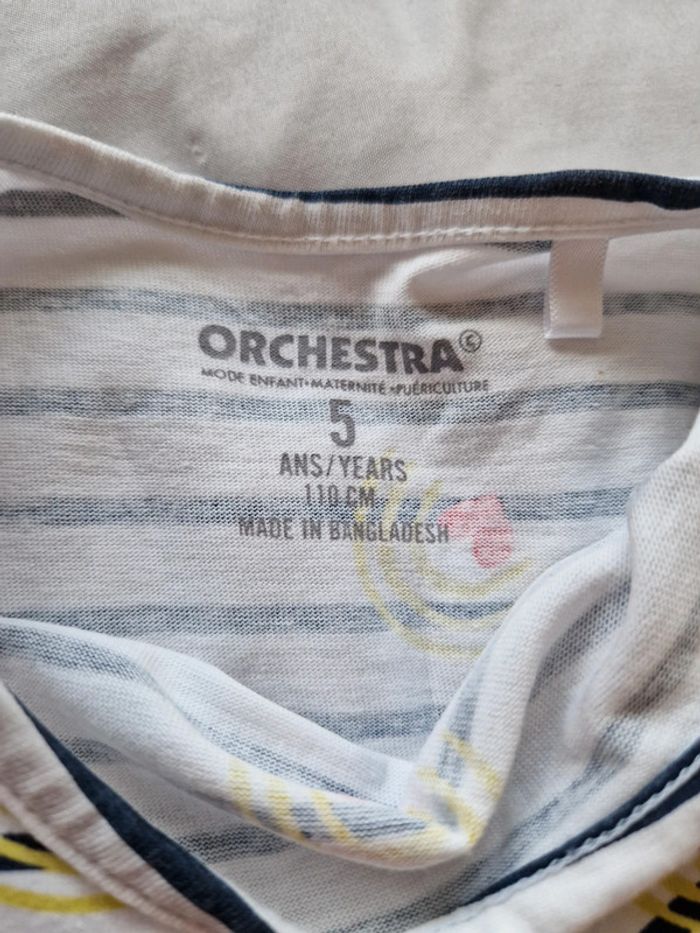 ORCHESTRA©
MODE ENFANT•MATERNITÉ•PUÉRICULTURE
5
ANS/YEARS
110 CM
MADE IN BANGLADESH